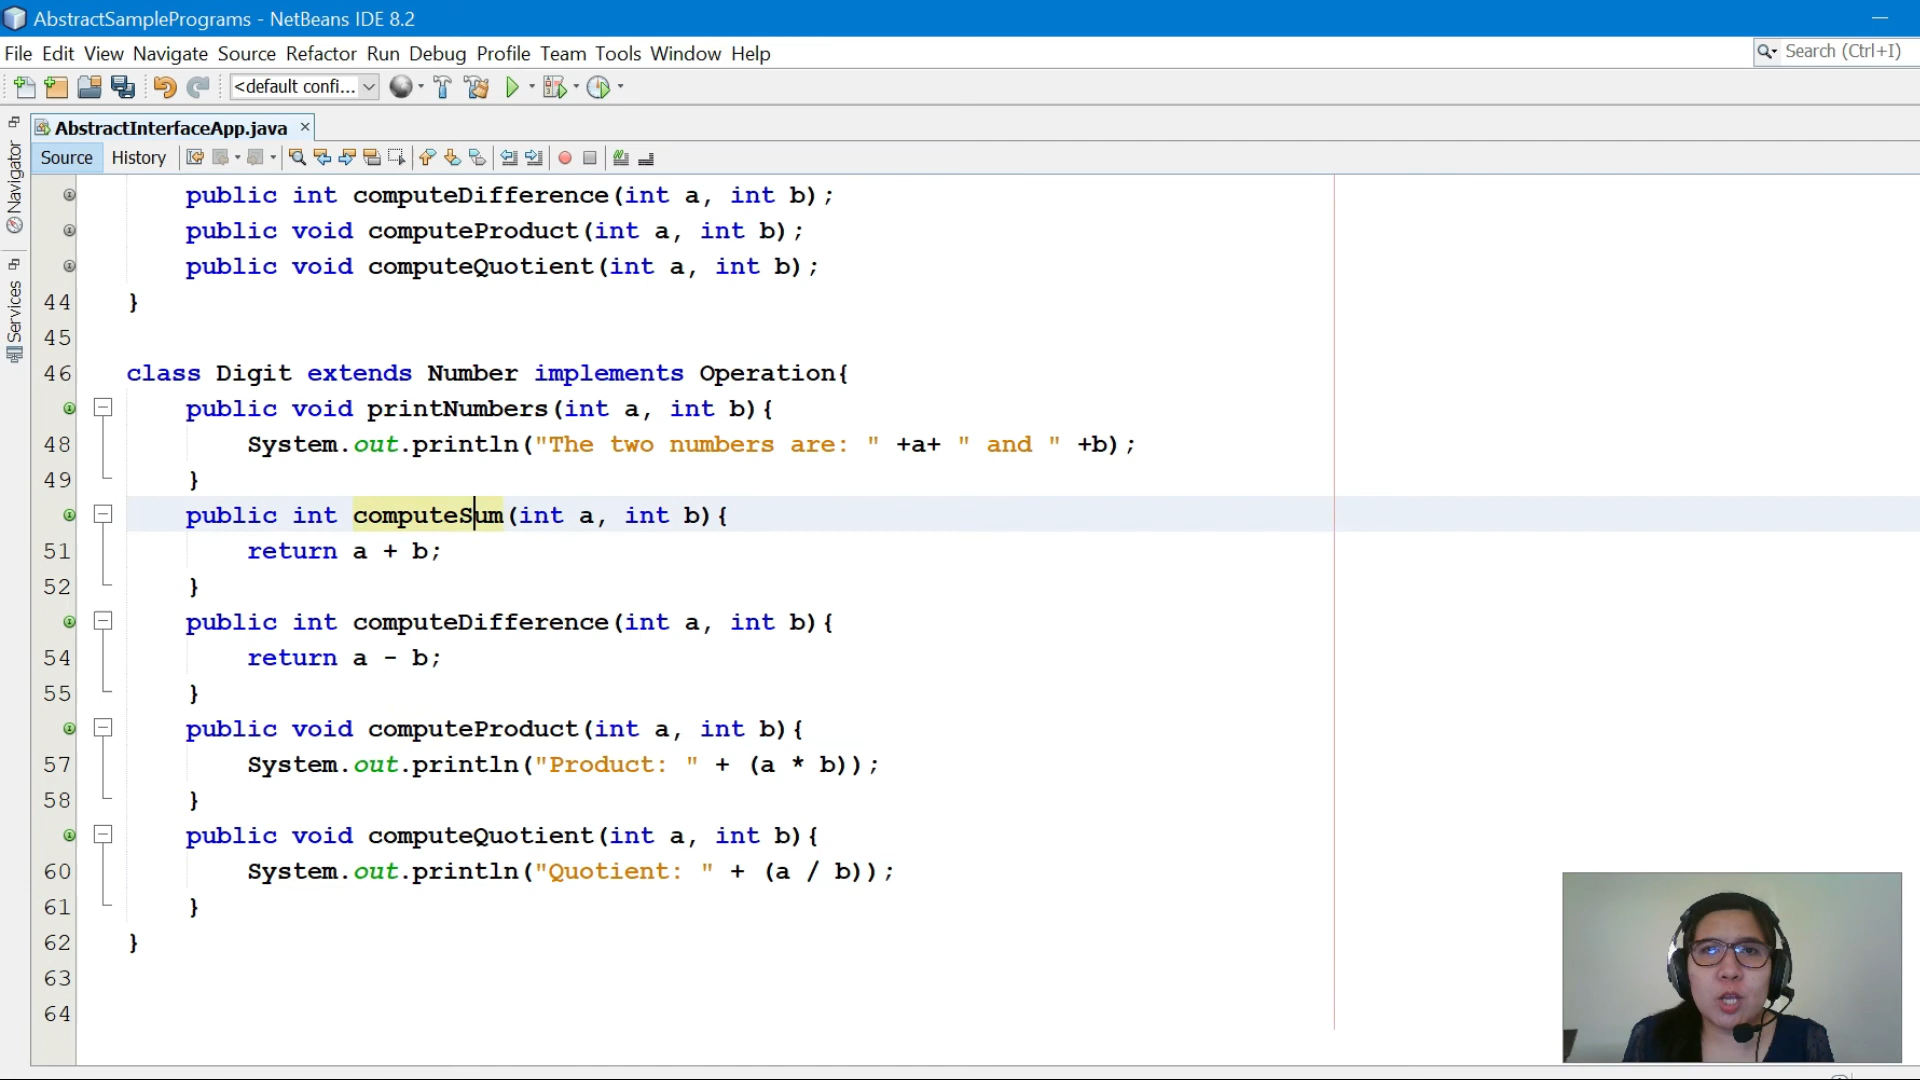 AbstractSamplePrograms - NetBeans IDE 8.2
File Edit View Navigate Source Refactor Run Debug Profile Team Tools Window Help
Search (Ctrl+I)
<default confi...
AbstractInterfaceApp.java ×
Source History
Navigator
Services
public int computeDifference(int a, int b);
public void computeProduct(int a, int b);
public void computeQuotient(int a, int b);
44 }
45
46 class Digit extends Number implements Operation{
public void printNumbers(int a, int b){
48 System.out.println("The two numbers are: " +a+ " and " +b);
49 }
public int computeSum(int a, int b){
51 return a + b;
52 }
public int computeDifference(int a, int b){
54 return a - b;
55 }
public void computeProduct(int a, int b){
57 System.out.println("Product: " + (a * b));
58 }
public void computeQuotient(int a, int b){
60 System.out.println("Quotient: " + (a / b));
61 }
62 }
63
64